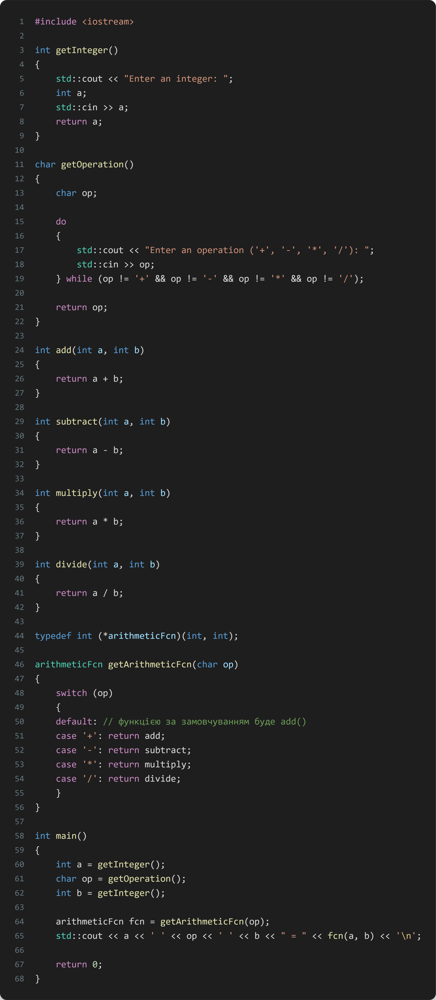 1 #include <iostream>
2
3 int getInteger()
4 {
5     std::cout << "Enter an integer: ";
6     int a;
7     std::cin >> a;
8     return a;
9 }
10
11 char getOperation()
12 {
13     char op;
14
15     do
16     {
17         std::cout << "Enter an operation ('+', '-', '*', '/'): ";
18         std::cin >> op;
19     } while (op != '+' && op != '-' && op != '*' && op != '/');
20
21     return op;
22 }
23
24 int add(int a, int b)
25 {
26     return a + b;
27 }
28
29 int subtract(int a, int b)
30 {
31     return a - b;
32 }
33
34 int multiply(int a, int b)
35 {
36     return a * b;
37 }
38
39 int divide(int a, int b)
40 {
41     return a / b;
42 }
43
44 typedef int (*arithmeticFcn)(int, int);
45
46 arithmeticFcn getArithmeticFcn(char op)
47 {
48     switch (op)
49     {
50     default: // функцією за замовчуванням буде add()
51     case '+': return add;
52     case '-': return subtract;
53     case '*': return multiply;
54     case '/': return divide;
55     }
56 }
57
58 int main()
59 {
60     int a = getInteger();
61     char op = getOperation();
62     int b = getInteger();
63
64     arithmeticFcn fcn = getArithmeticFcn(op);
65     std::cout << a << ' ' << op << ' ' << b << " = " << fcn(a, b) << '\n';
66
67     return 0;
68 }